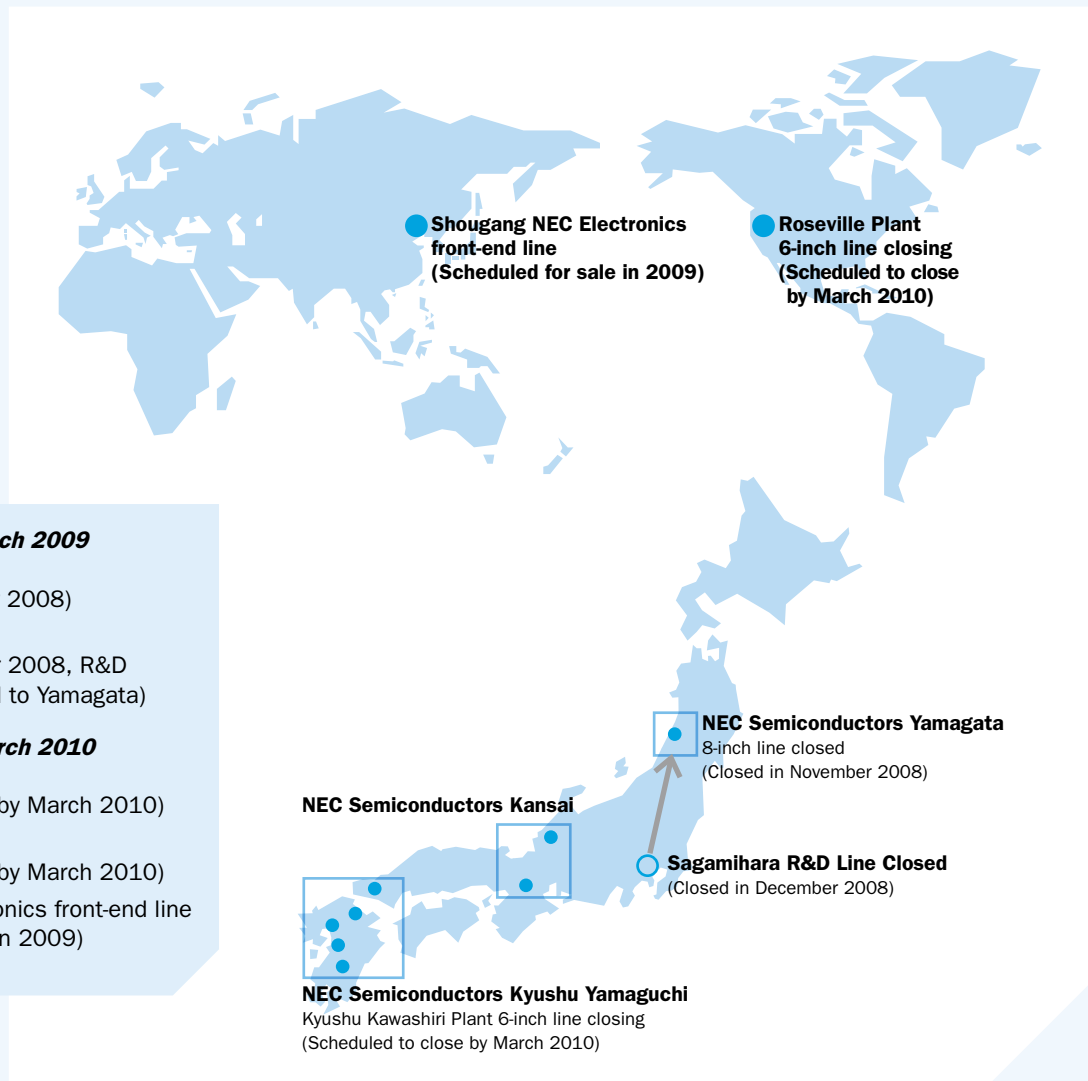 Shougang NEC Electronics
front-end line
(Scheduled for sale in 2009)
Roseville Plant
6-inch line closing
(Scheduled to close
by March 2010)
ch 2009
2008)
2008, R&D
to Yamagata)
rch 2010
by March 2010)
by March 2010)
onics front-end line
n 2009)
NEC Semiconductors Yamagata
8-inch line closed
(Closed in November 2008)
NEC Semiconductors Kansai
Sagamihara R&D Line Closed
(Closed in December 2008)
NEC Semiconductors Kyushu Yamaguchi
Kyushu Kawashiri Plant 6-inch line closing
(Scheduled to close by March 2010)